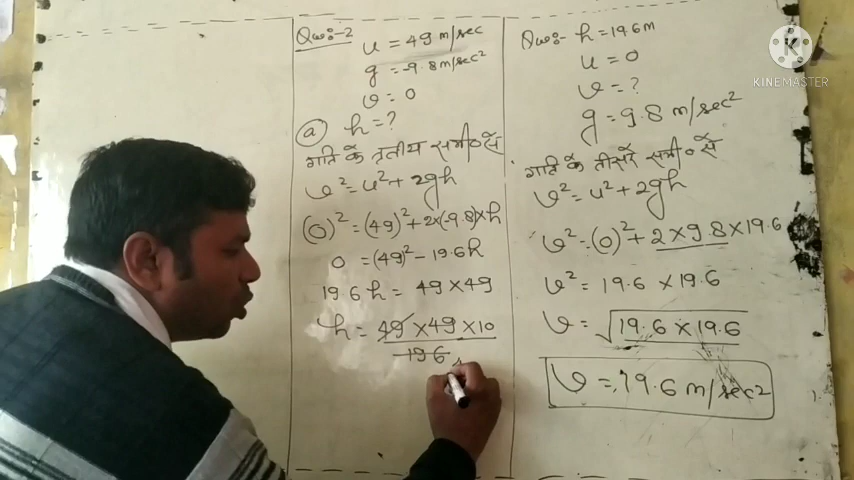 Que:-2
u = 49 m/sec
g = -9.8 m/sec²
v = 0
(a) h = ?
गति के तृतीय समी० से
v² = u² + 2gh
(0)² = (49)² + 2×(-9.8)×h
0 = (49)² - 19.6h
19.6 h = 49 × 49
h = 49 × 49 × 10
196
Que:- h = 19.6m
u = 0
v = ?
g = 9.8 m/sec²
गति के तीसरे समी० से
v² = u² + 2gh
v² = (0)² + 2 × 9.8 × 19.6
v² = 19.6 × 19.6
v = √19.6 × 19.6
v = 19.6 m/sec²
KINEMASTER